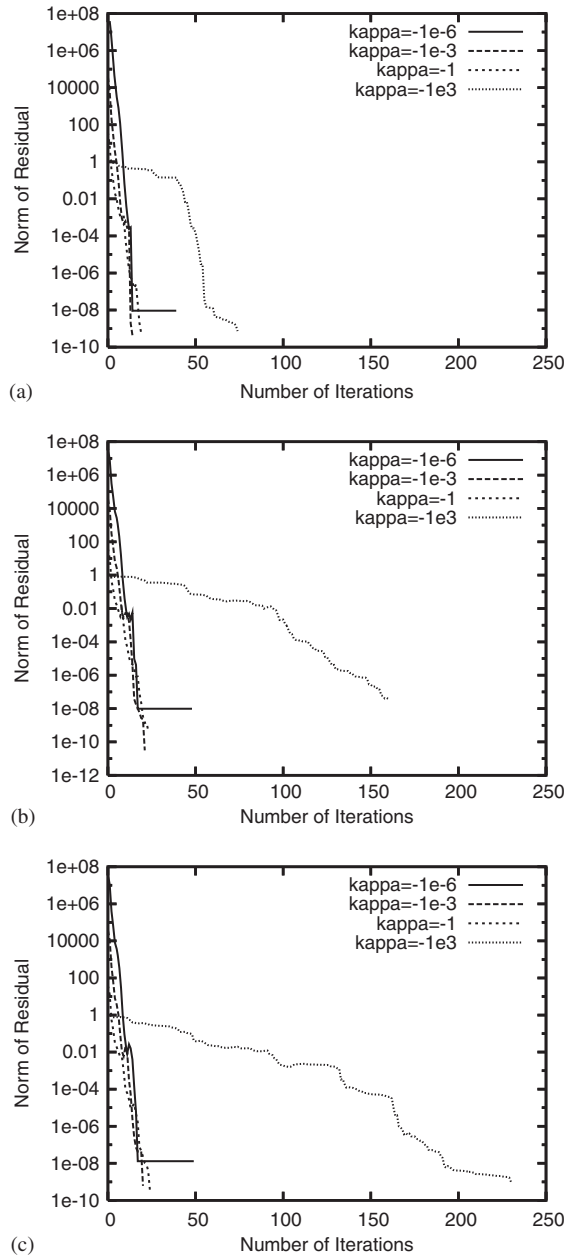 1e+08
1e+06
10000
100
1
0.01
1e-04
1e-06
1e-08
1e-10
Norm of Residual
kappa=-1e-6
kappa=-1e-3
kappa=-1
kappa=-1e3
0 50 100 150 200 250
(a) Number of Iterations
1e+08
1e+06
10000
100
1
0.01
1e-04
1e-06
1e-08
1e-10
1e-12
Norm of Residual
kappa=-1e-6
kappa=-1e-3
kappa=-1
kappa=-1e3
0 50 100 150 200 250
(b) Number of Iterations
1e+08
1e+06
10000
100
1
0.01
1e-04
1e-06
1e-08
1e-10
Norm of Residual
kappa=-1e-6
kappa=-1e-3
kappa=-1
kappa=-1e3
0 50 100 150 200 250
(c) Number of Iterations